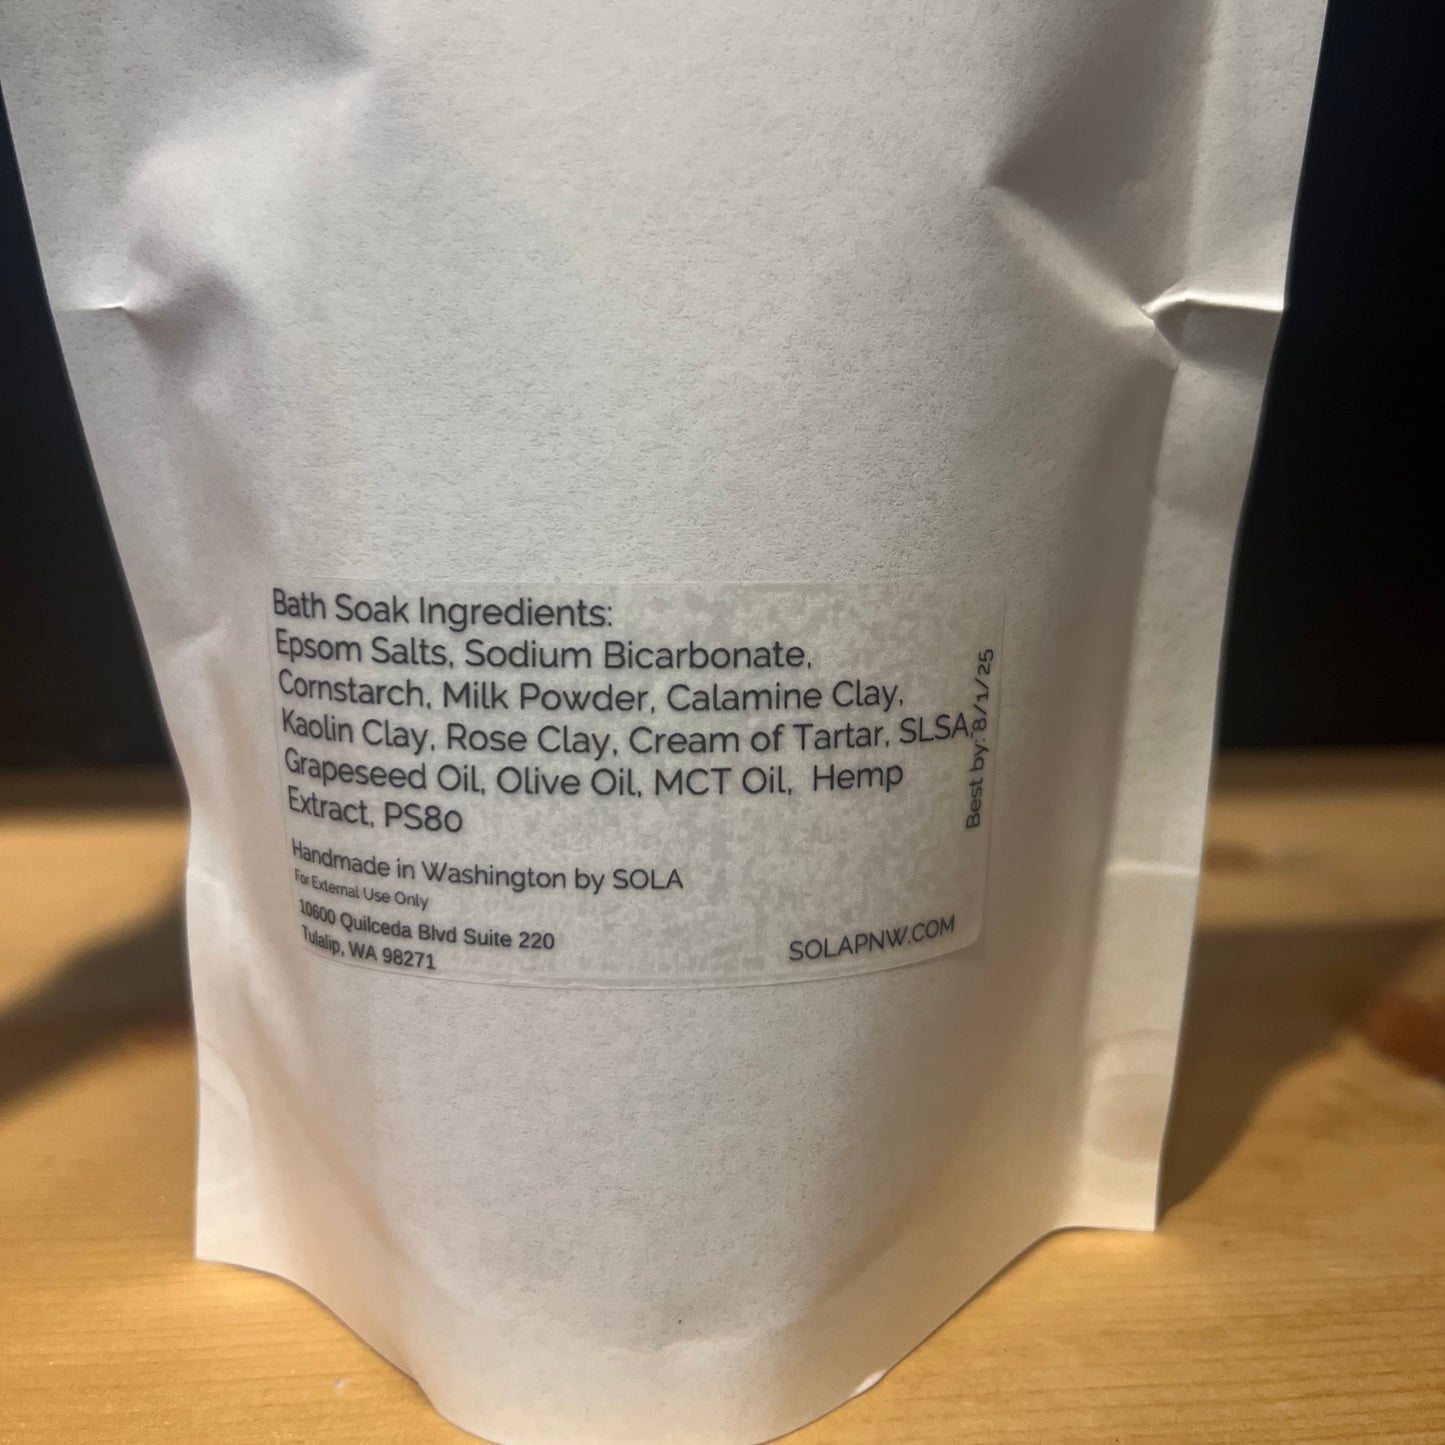 Bath Soak Ingredients:
Epsom Salts, Sodium Bicarbonate,
Cornstarch, Milk Powder, Calamine Clay,
Kaolin Clay, Rose Clay, Cream of Tartar, SLSA,
Grapeseed Oil, Olive Oil, MCT Oil,  Hemp
Extract, PS80
Handmade in Washington by SOLA
For External Use Only
10600 Quilceda Blvd Suite 220
Tulalip, WA 98271
SOLAPNW.COM
Best by: 8/1/25